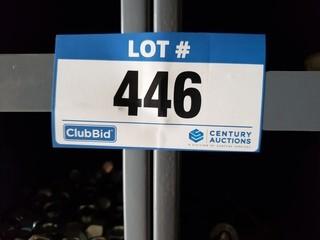 LOT #
446
ClubBid
CENTURY
AUCTIONS